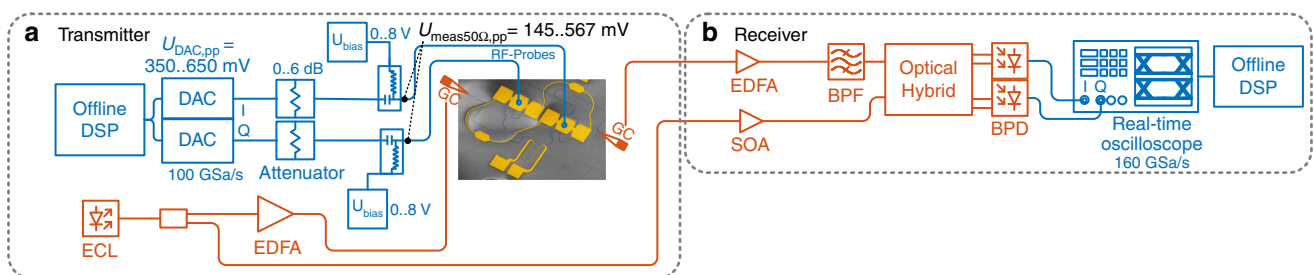 a Transmitter
U_DAC,pp =
350..650 mV
0..6 dB
U_bias
0..8 V
U_meas50Ω,pp = 145..567 mV
RF-Probes
Offline
DSP
DAC
I
DAC
Q
100 GSa/s
Attenuator
U_bias
0..8 V
GC
GC
ECL
EDFA
b Receiver
EDFA
SOA
BPF
Optical
Hybrid
BPD
I Q
Real-time
oscilloscope
160 GSa/s
Offline
DSP